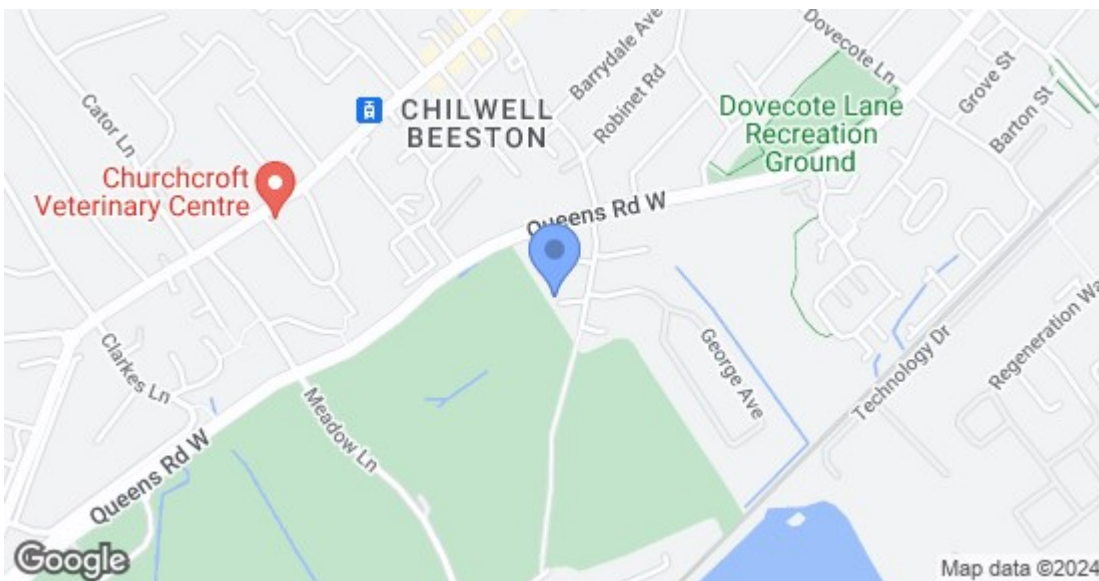 Dovecote Ln
Grove St
Barton St
Barrydale Ave
Robinet Rd
Cator Ln
CHILWELL
BEESTON
Dovecote Lane
Recreation
Ground
Churchcroft
Veterinary Centre
Queens Rd W
Clarkes Ln
Meadow Ln
George Ave
Technology Dr
Regeneration Wa
Queens Rd W
Google
Map data ©2024